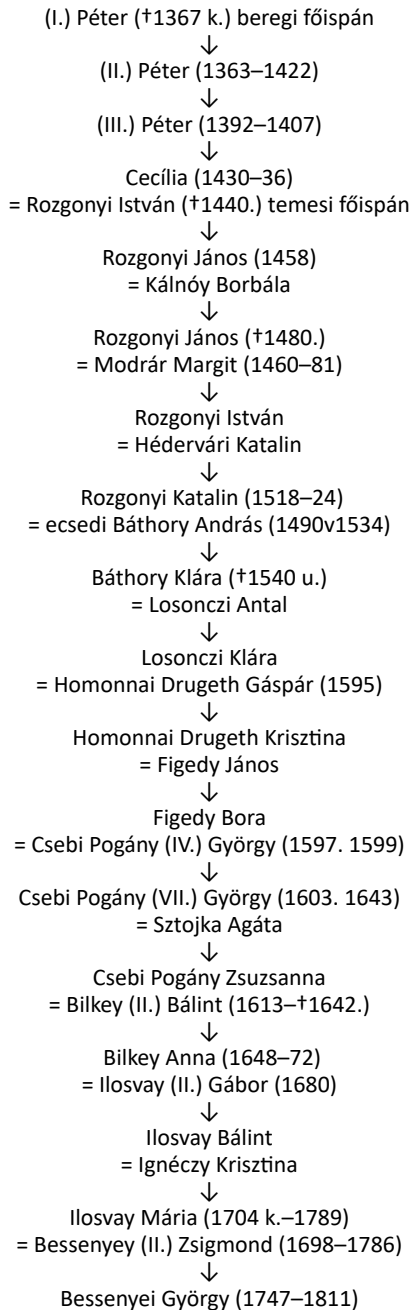 (I.) Péter (†1367 k.) beregi főispán
↓
(II.) Péter (1363–1422)
↓
(III.) Péter (1392–1407)
↓
Cecília (1430–36)
= Rozgonyi István (†1440.) temesi főispán
↓
Rozgonyi János (1458)
= Kálnóy Borbála
↓
Rozgonyi János (†1480.)
= Modrár Margit (1460–81)
↓
Rozgonyi István
= Hédervári Katalin
↓
Rozgonyi Katalin (1518–24)
= ecsedi Báthory András (1490v1534)
↓
Báthory Klára (†1540 u.)
= Losonczi Antal
↓
Losonczi Klára
= Homonnai Drugeth Gáspár (1595)
↓
Homonnai Drugeth Krisztina
= Figedy János
↓
Figedy Bora
= Csebi Pogány (IV.) György (1597. 1599)
↓
Csebi Pogány (VII.) György (1603. 1643)
= Sztojka Agáta
↓
Csebi Pogány Zsuzsanna
= Bilkey (II.) Bálint (1613–†1642.)
↓
Bilkey Anna (1648–72)
= Ilosvay (II.) Gábor (1680)
↓
Ilosvay Bálint
= Ignéczy Krisztina
↓
Ilosvay Mária (1704 k.–1789)
= Bessenyey (II.) Zsigmond (1698–1786)
↓
Bessenyei György (1747–1811)